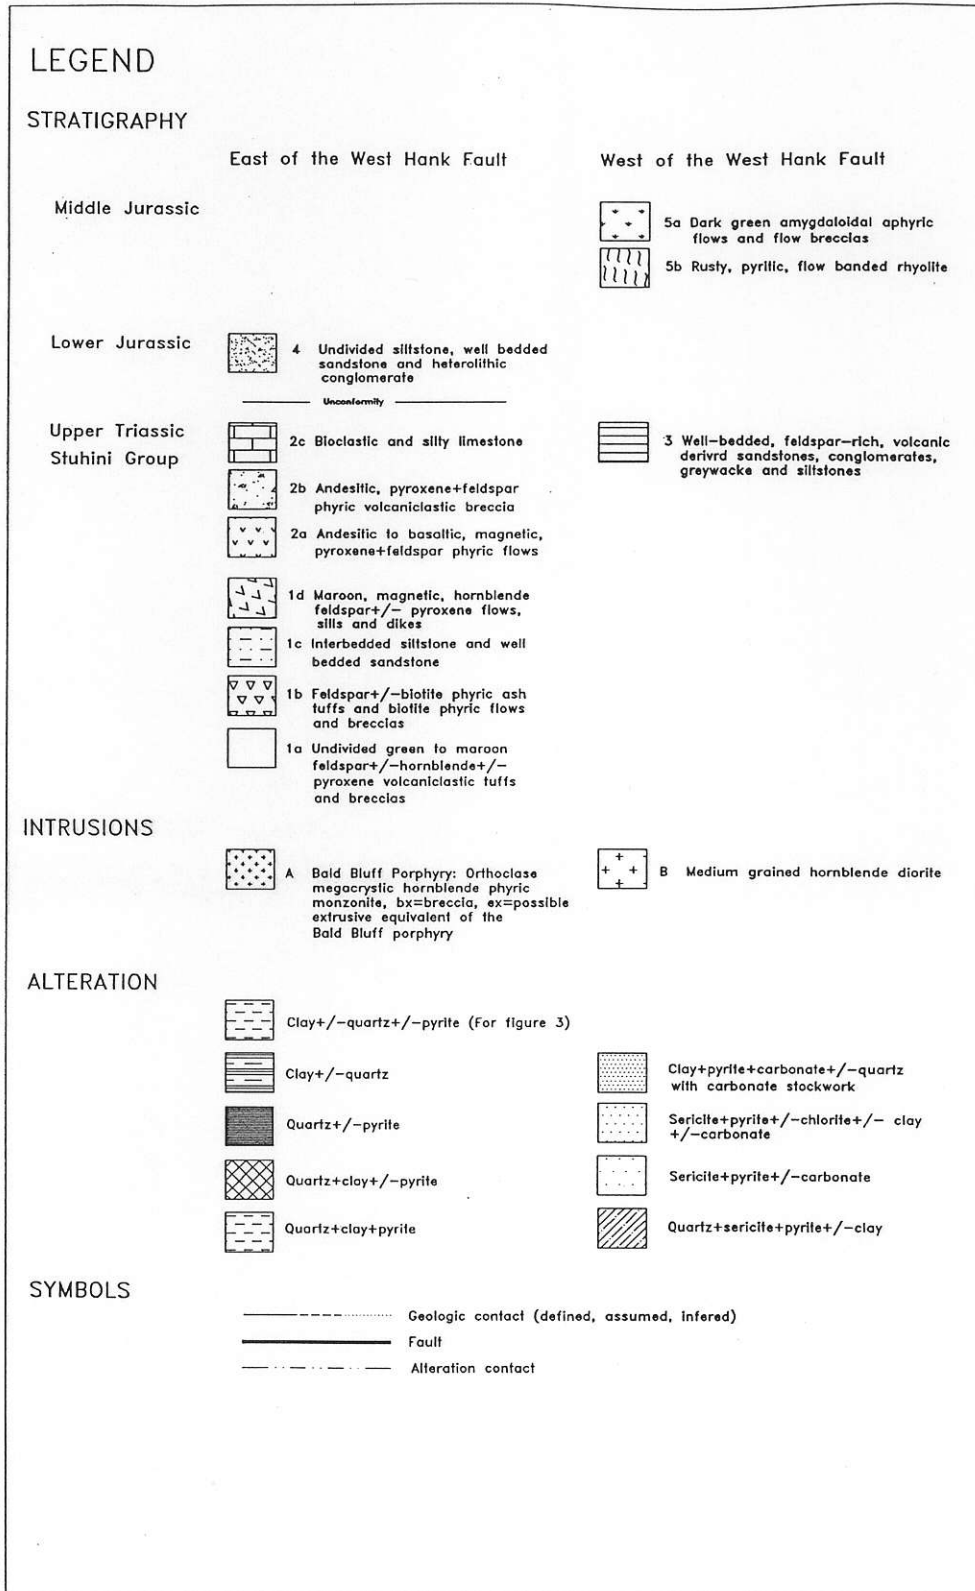 LEGEND
STRATIGRAPHY
East of the West Hank Fault
West of the West Hank Fault
Middle Jurassic
5a Dark green amygdaloidal aphyric
flows and flow breccias
5b Rusty, pyritic, flow banded rhyolite
Lower Jurassic
4 Undivided siltstone, well bedded
sandstone and heterolithic
conglomerate
Unconformity
Upper Triassic
Stuhini Group
2c Bioclastic and silty limestone
3 Well-bedded, feldspar-rich, volcanic
derivrd sandstones, conglomerates,
greywacke and siltstones
2b Andesitic, pyroxene+feldspar
phyric volcaniclastic breccia
2a Andesitic to basaltic, magnetic,
pyroxene+feldspar phyric flows
1d Maroon, magnetic, hornblende
feldspar+/- pyroxene flows,
sills and dikes
1c Interbedded siltstone and well
bedded sandstone
1b Feldspar+/-biotite phyric ash
tuffs and biotite phyric flows
and breccias
1a Undivided green to maroon
feldspar+/-hornblende+/-
pyroxene volcaniclastic tuffs
and breccias
INTRUSIONS
A Bald Bluff Porphyry: Orthoclase
megacrystic hornblende phyric
monzonite, bx=breccia, ex=possible
extrusive equivalent of the
Bald Bluff porphyry
B Medium grained hornblende diorite
ALTERATION
Clay+/-quartz+/-pyrite (For figure 3)
Clay+/-quartz
Quartz+/-pyrite
Quartz+clay+/-pyrite
Quartz+clay+pyrite
Clay+pyrite+carbonate+/-quartz
with carbonate stockwork
Sericite+pyrite+/-chlorite+/- clay
+/-carbonate
Sericite+pyrite+/-carbonate
Quartz+sericite+pyrite+/-clay
SYMBOLS
Geologic contact (defined, assumed, infered)
Fault
Alteration contact